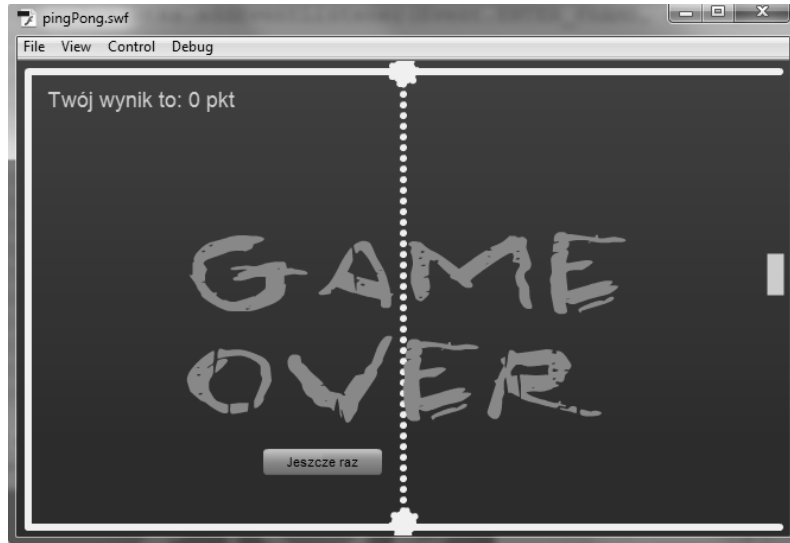 pingPong.swf
File View Control Debug
Twój wynik to: 0 pkt
GAME
OVER
Jeszcze raz